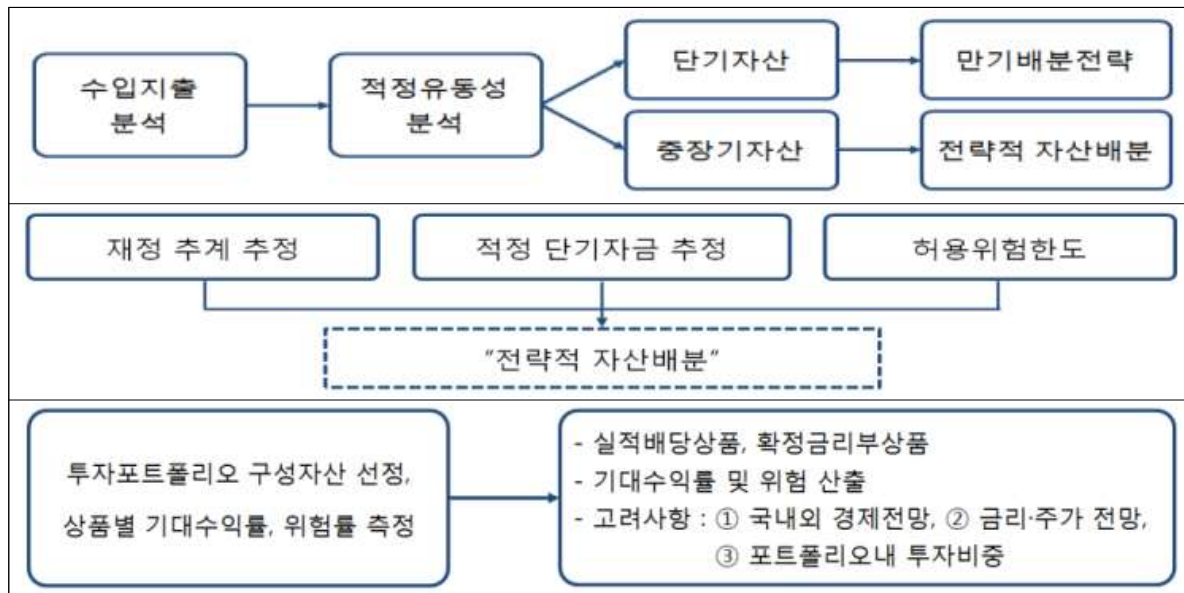 수입지출
분석
적정유동성
분석
단기자산
만기배분전략
중장기자산
전략적 자산배분
재정 추계 추정
적정 단기자금 추정
허용위험한도
"전략적 자산배분"
투자포트폴리오 구성자산 선정,
상품별 기대수익률, 위험률 측정
- 실적배당상품, 확정금리부상품
- 기대수익률 및 위험 산출
- 고려사항 : ① 국내외 경제전망, ② 금리·주가 전망,
③ 포트폴리오내 투자비중